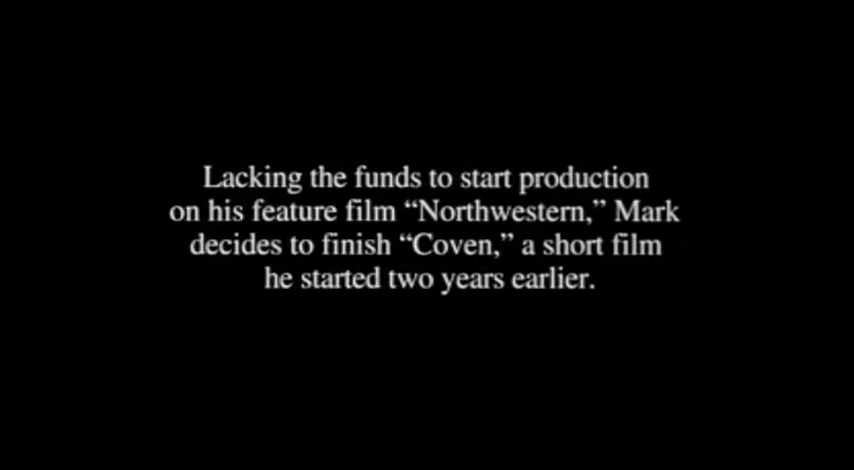 Lacking the funds to start production
on his feature film “Northwestern,” Mark
decides to finish “Coven,” a short film
he started two years earlier.